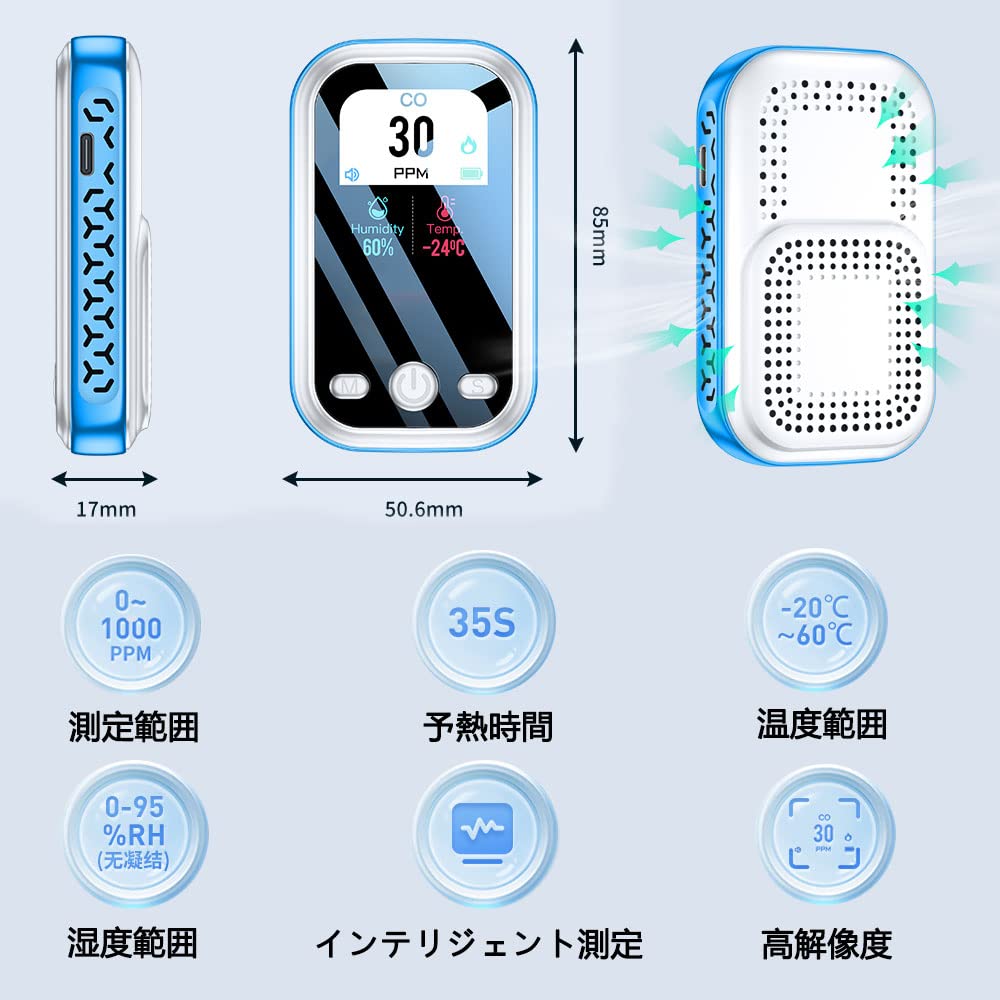 CO
30
PPM
Humidity
60%
Temp.
-24ºC
M
S
85mm
17mm
50.6mm
0~
1000
PPM
測定範囲
35S
予熱時間
-20℃
~60℃
温度範囲
0-95
%RH
(无凝结)
湿度範囲
インテリジェント測定
CO
30
PPM
高解像度